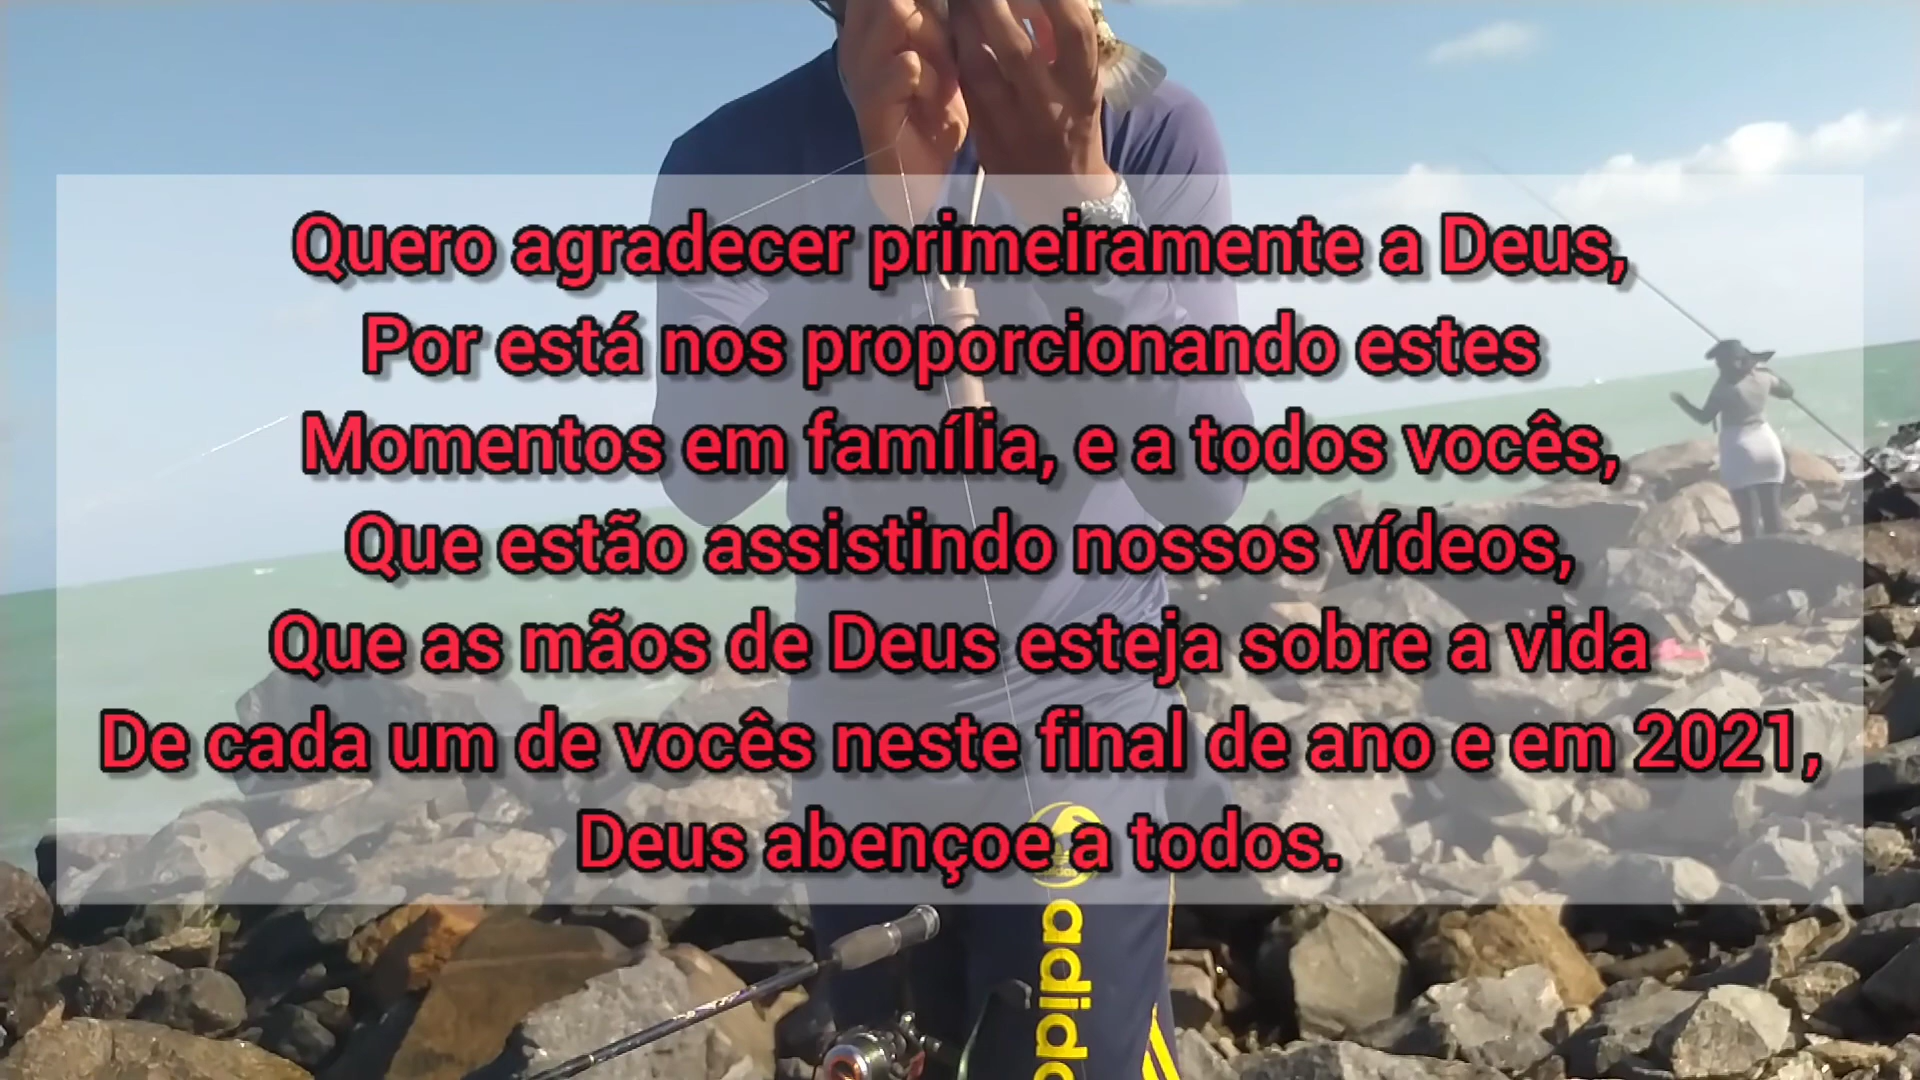 Quero agradecer primeiramente a Deus,
Por está nos proporcionando estes
Momentos em família, e a todos vocês,
Que estão assistindo nossos vídeos,
Que as mãos de Deus esteja sobre a vida
De cada um de vocês neste final de ano e em 2021,
Deus abençoe a todos.
adidas